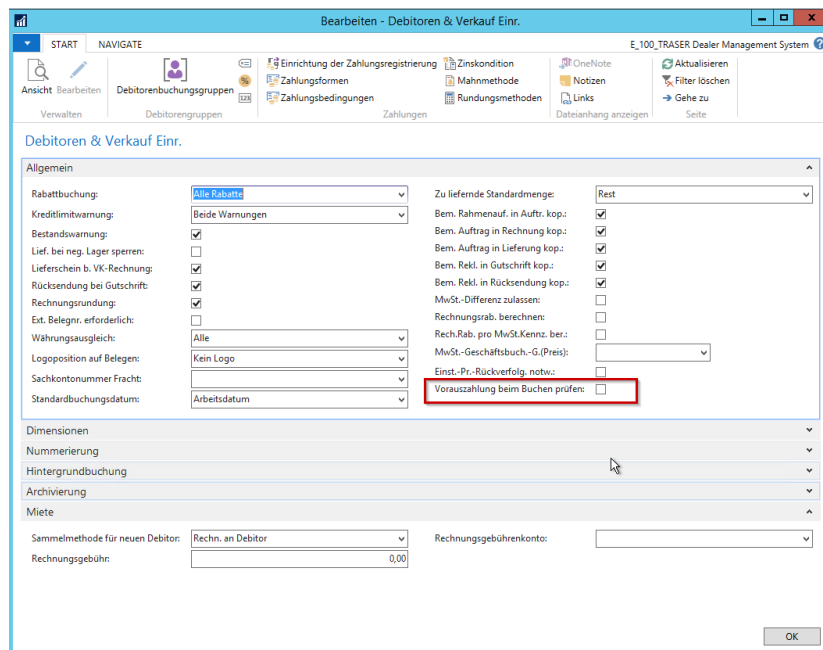 Bearbeiten - Debitoren & Verkauf Einr.
START NAVIGATE E_100_TRASER Dealer Management System
Ansicht Bearbeiten
Verwalten
Debitorenbuchungsgruppen
123
Debitorengruppen
Einrichtung der Zahlungsregistrierung
Zahlungsformen
Zahlungsbedingungen
Zinskondition
Mahnmethode
Rundungsmethoden
Zahlungen
OneNote
Notizen
Links
Dateianhang anzeigen
Aktualisieren
Filter löschen
Gehe zu
Seite
Debitoren & Verkauf Einr.
Allgemein
Rabattbuchung: Alle Rabatte
Kreditlimitwarnung: Beide Warnungen
Bestandswarnung:
Lief. bei neg. Lager sperren:
Lieferschein b. VK-Rechnung:
Rücksendung bei Gutschrift:
Rechnungsrundung:
Ext. Belegnr. erforderlich:
Währungsausgleich: Alle
Logoposition auf Belegen: Kein Logo
Sachkontonummer Fracht:
Standardbuchungsdatum: Arbeitsdatum
Zu liefernde Standardmenge: Rest
Bem. Rahmenauf. in Auftr. kop.:
Bem. Auftrag in Rechnung kop.:
Bem. Auftrag in Lieferung kop.:
Bem. Rekl. in Gutschrift kop.:
Bem. Rekl. in Rücksendung kop.:
MwSt.-Differenz zulassen:
Rechnungsrab. berechnen:
Rech.Rab. pro MwSt.Kennz. ber.:
MwSt.-Geschäftsbuch.-G.(Preis):
Einst.-Pr.-Rückverfolg. notw.:
Vorauszahlung beim Buchen prüfen:
Dimensionen
Nummerierung
Hintergrundbuchung
Archivierung
Miete
Sammelmethode für neuen Debitor: Rechn. an Debitor
Rechnungsgebühr: 0,00
Rechnungsgebührenkonto:
OK